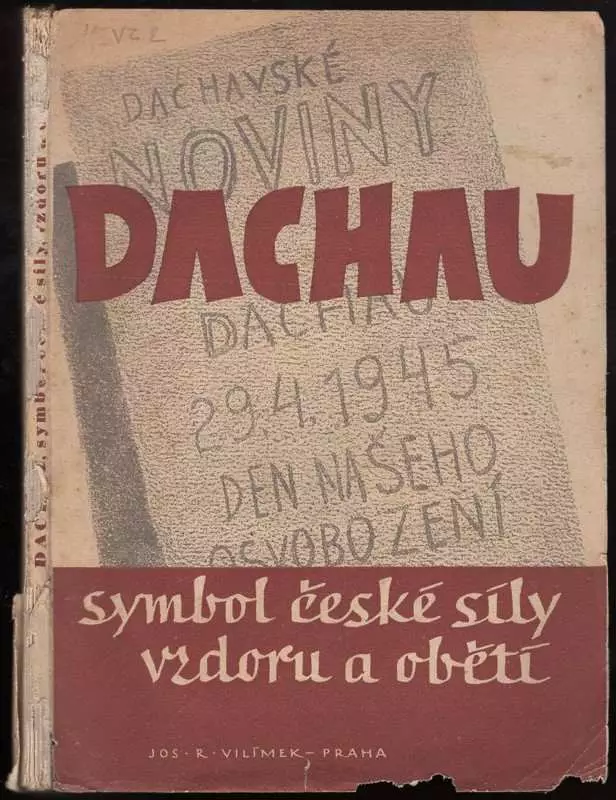 DACHAVSKÉ
NOVINY
DACHAU
DACHAU
29.4.1945
DEN NAŠEHO
OSVOBOZENÍ
symbol české síly
vzdoru a obětí
JOS · R · VILÍMEK – PRAHA